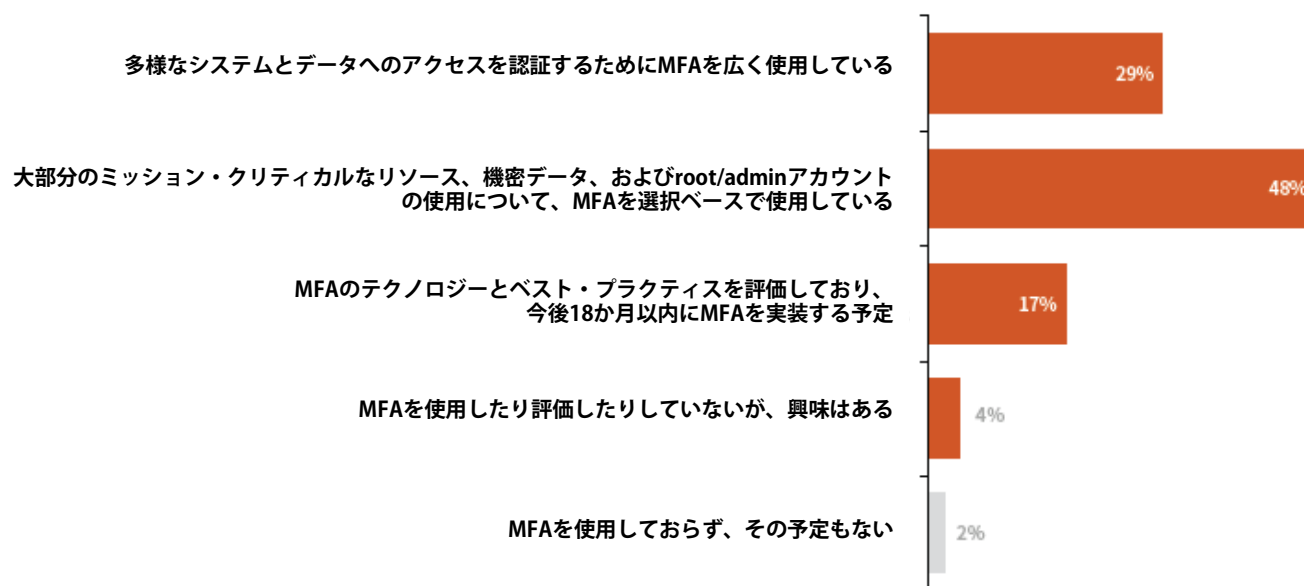 多様なシステムとデータへのアクセスを認証するためにMFAを広く使用している
29%
大部分のミッション・クリティカルなリソース、機密データ、およびroot/adminアカウント
の使用について、MFAを選択ベースで使用している
48%
MFAのテクノロジーとベスト・プラクティスを評価しており、
今後18か月以内にMFAを実装する予定
17%
MFAを使用したり評価したりしていないが、興味はある
4%
MFAを使用しておらず、その予定もない
2%